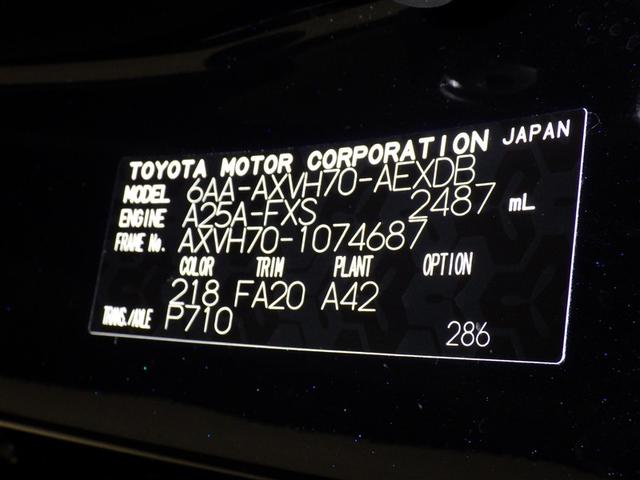 TOYOTA MOTOR CORPORATION JAPAN
MODEL 6AA-AXVH70-AEXDB
ENGINE A25A-FXS 2487 mL
FRAME No. AXVH70-1074687
COLOR TRIM PLANT OPTION
218 FA20 A42
TRANS./AXLE P710
286